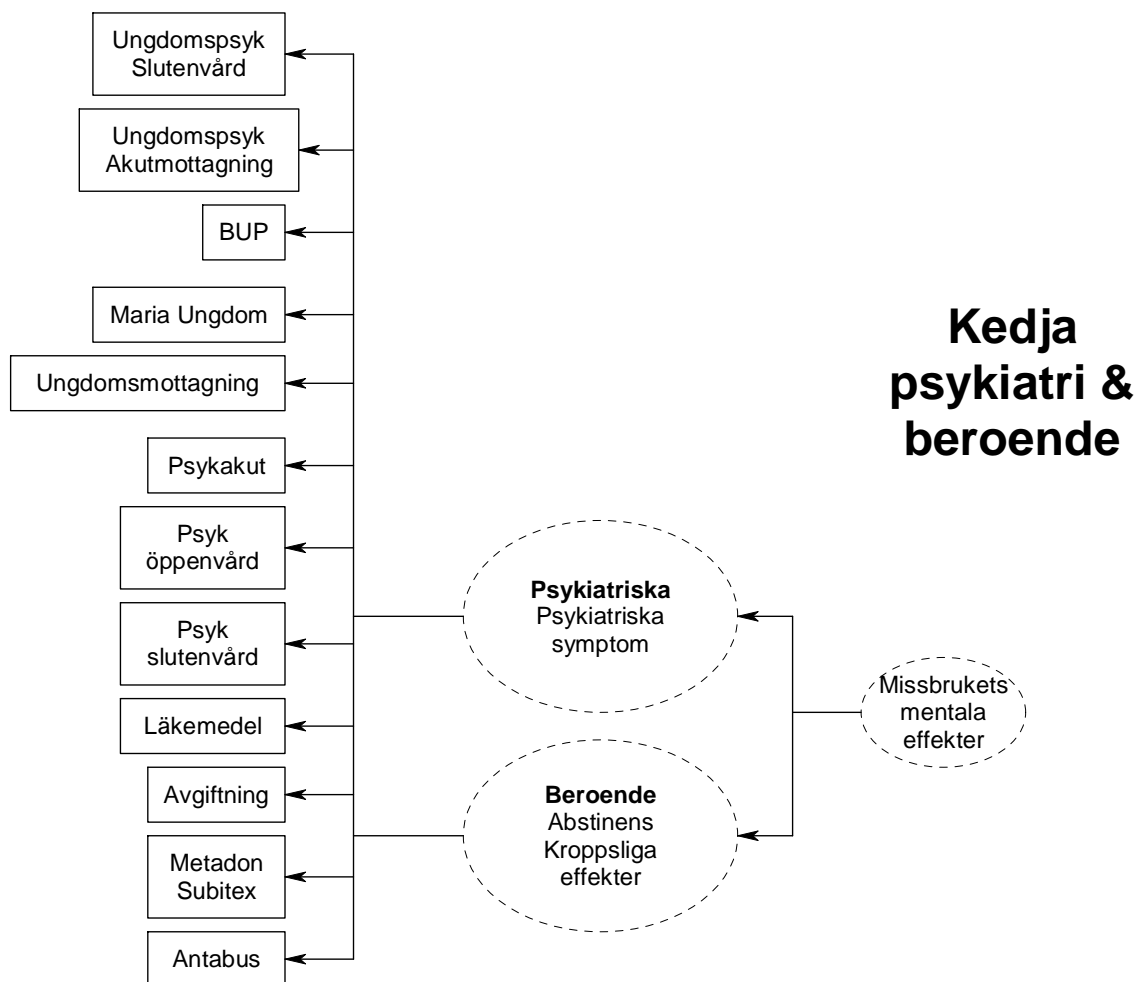 Ungdomspsyk
Slutenvård
Ungdomspsyk
Akutmottagning
BUP
Maria Ungdom
Ungdomsmottagning
Psykakut
Psyk
öppenvård
Psyk
slutenvård
Läkemedel
Avgiftning
Metadon
Subitex
Antabus
Psykiatriska
Psykiatriska
symptom
Beroende
Abstinens
Kroppsliga
effekter
Kedja
psykiatri &
beroende
Missbrukets
mentala
effekter